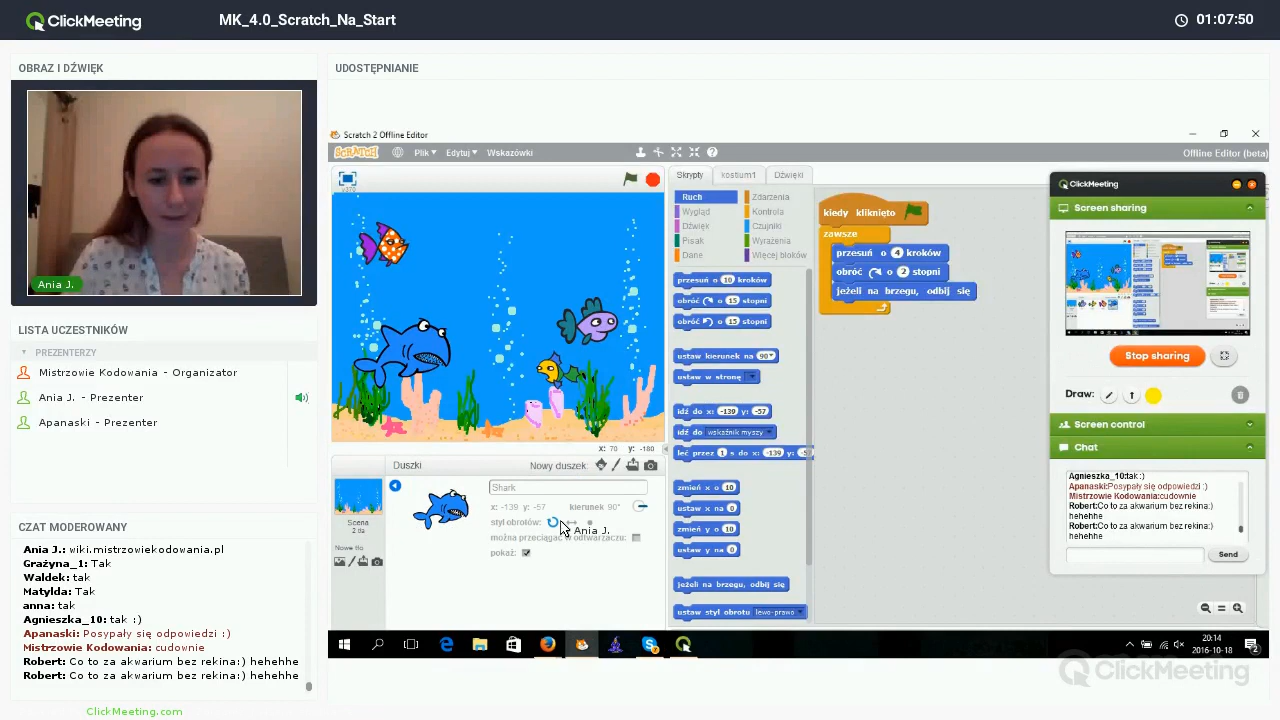 ClickMeeting
MK_4.0_Scratch_Na_Start
01:07:50
OBRAZ I DŹWIĘK
Ania J.
LISTA UCZESTNIKÓW
PREZENTERZY
Mistrzowie Kodowania - Organizator
Ania J. - Prezenter
Apanaski - Prezenter
CZAT MODEROWANY
Ania J.: wiki.mistrzowiekodowania.pl
Grażyna_1: Tak
Waldek: tak
Matylda: Tak
anna: tak
Agnieszka_10: tak :)
Apanaski: Posypały się odpowiedzi :)
Mistrzowie Kodowania: cudownie
Robert: Co to za akwarium bez rekina:) hehehhe
Robert: Co to za akwarium bez rekina:) hehehhe
ClickMeeting.com
UDOSTĘPNIANIE
Scratch 2 Offline Editor
SCRATCH
Plik
Edytuj
Wskazówki
Offline Editor (beta)
X: 70 y: -180
Duszki
Nowy duszek:
Scena
2 tła
Nowe tło
Shark
x: -139 y: -57 kierunek 90°
styl obrotów:
Ania J.
można przeciągać w odtwarzaczu:
pokaż:
Skrypty
kostium1
Dźwięki
Ruch
Wygląd
Dźwięk
Pisak
Dane
Zdarzenia
Kontrola
Czujniki
Wyrażenia
Więcej bloków
przesuń o 10 kroków
obróć 15 stopni
obróć 15 stopni
ustaw kierunek na 90
ustaw w stronę
idź do x: -139 y: -57
idź do wskaźnik myszy
leć przez 1 s do x: -139 y:
zmień x o 10
ustaw x na 0
zmień y o 10
ustaw y na 0
jeżeli na brzegu, odbij się
ustaw styl obrotu lewo-prawo
kiedy kliknięto
zawsze
przesuń o 4 kroków
obróć o 2 stopni
jeżeli na brzegu, odbij się
ClickMeeting
Screen sharing
Stop sharing
Draw:
Screen control
Chat
Agnieszka_10:tak :)
Apanaski:Posypały się odpowiedzi :)
Mistrzowie Kodowania:cudownie
Robert:Co to za akwarium bez rekina:)
hehehhe
Robert:Co to za akwarium bez rekina:)
hehehhe
Send
20:14
2016-10-18
ClickMeeting